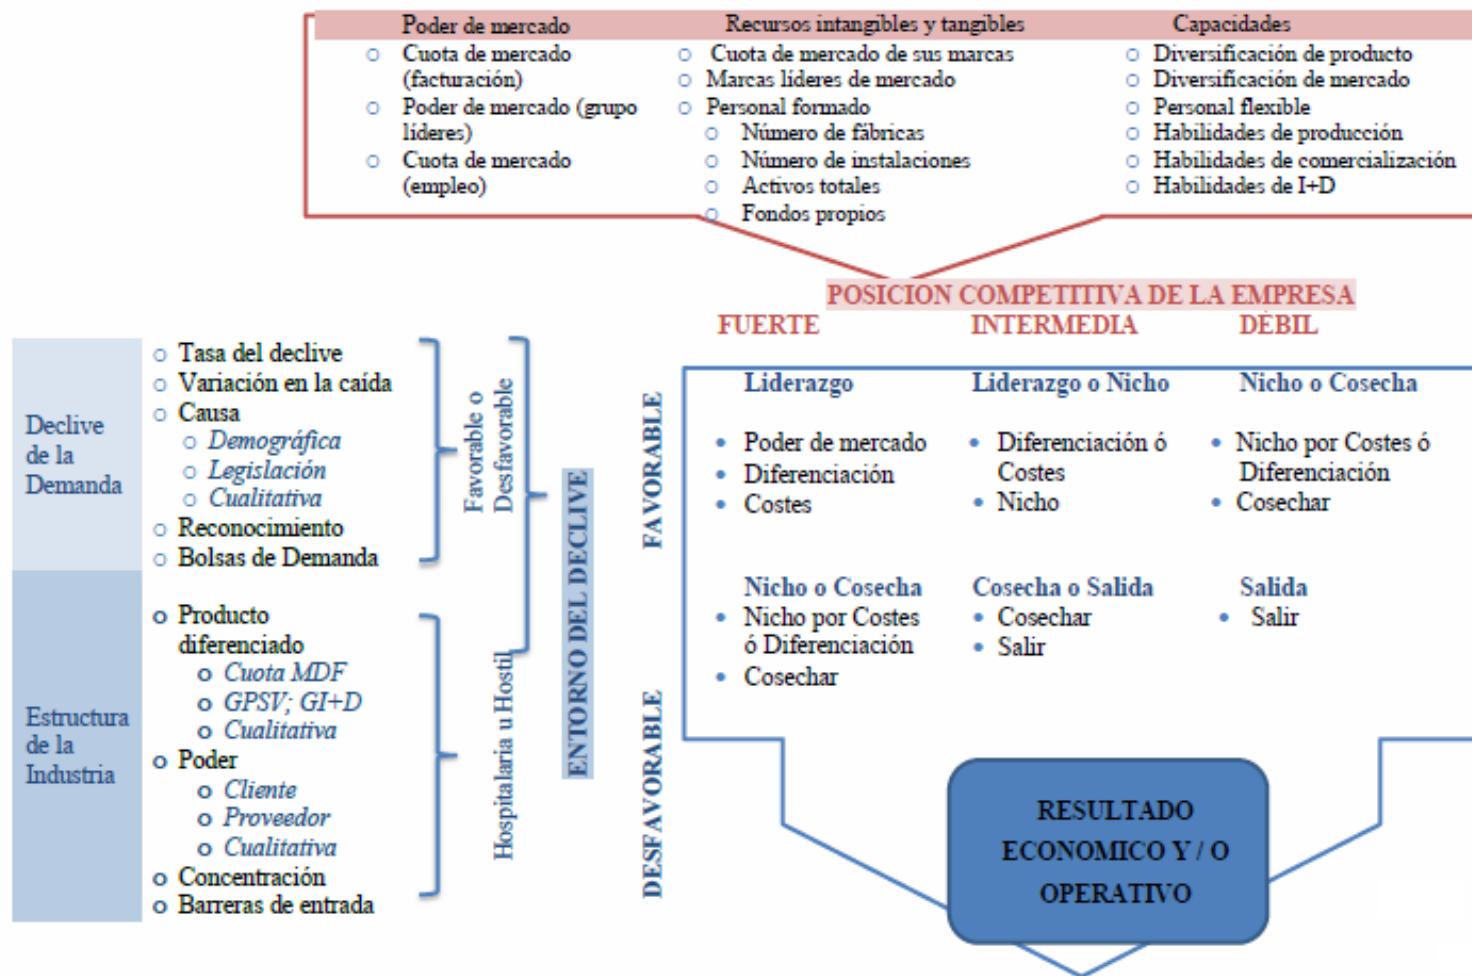 Poder de mercado
Cuota de mercado
(facturación)
Poder de mercado (grupo
líderes)
Cuota de mercado
(empleo)
Recursos intangibles y tangibles
Cuota de mercado de sus marcas
Marcas líderes de mercado
Personal formado
Número de fábricas
Número de instalaciones
Activos totales
Fondos propios
Capacidades
Diversificación de producto
Diversificación de mercado
Personal flexible
Habilidades de producción
Habilidades de comercialización
Habilidades de I+D
POSICION COMPETITIVA DE LA EMPRESA
FUERTE
INTERMEDIA
DÉBIL
Declive
de la
Demanda
Tasa del declive
Variación en la caída
Causa
Demográfica
Legislación
Cualitativa
Reconocimiento
Bolsas de Demanda
Favorable o
Desfavorable
Estructura
de la
Industria
Producto
diferenciado
Cuota MDF
GPSV; GI+D
Cualitativa
Poder
Cliente
Proveedor
Cualitativa
Concentración
Barreras de entrada
Hospitalaria u Hostil
ENTORNO DEL DECLIVE
FAVORABLE
Liderazgo
Poder de mercado
Diferenciación
Costes
Liderazgo o Nicho
Diferenciación ó
Costes
Nicho
Nicho o Cosecha
Nicho por Costes ó
Diferenciación
Cosechar
DESFAVORABLE
Nicho o Cosecha
Nicho por Costes
ó Diferenciación
Cosechar
Cosecha o Salida
Cosechar
Salir
Salida
Salir
RESULTADO
ECONOMICO Y / O
OPERATIVO